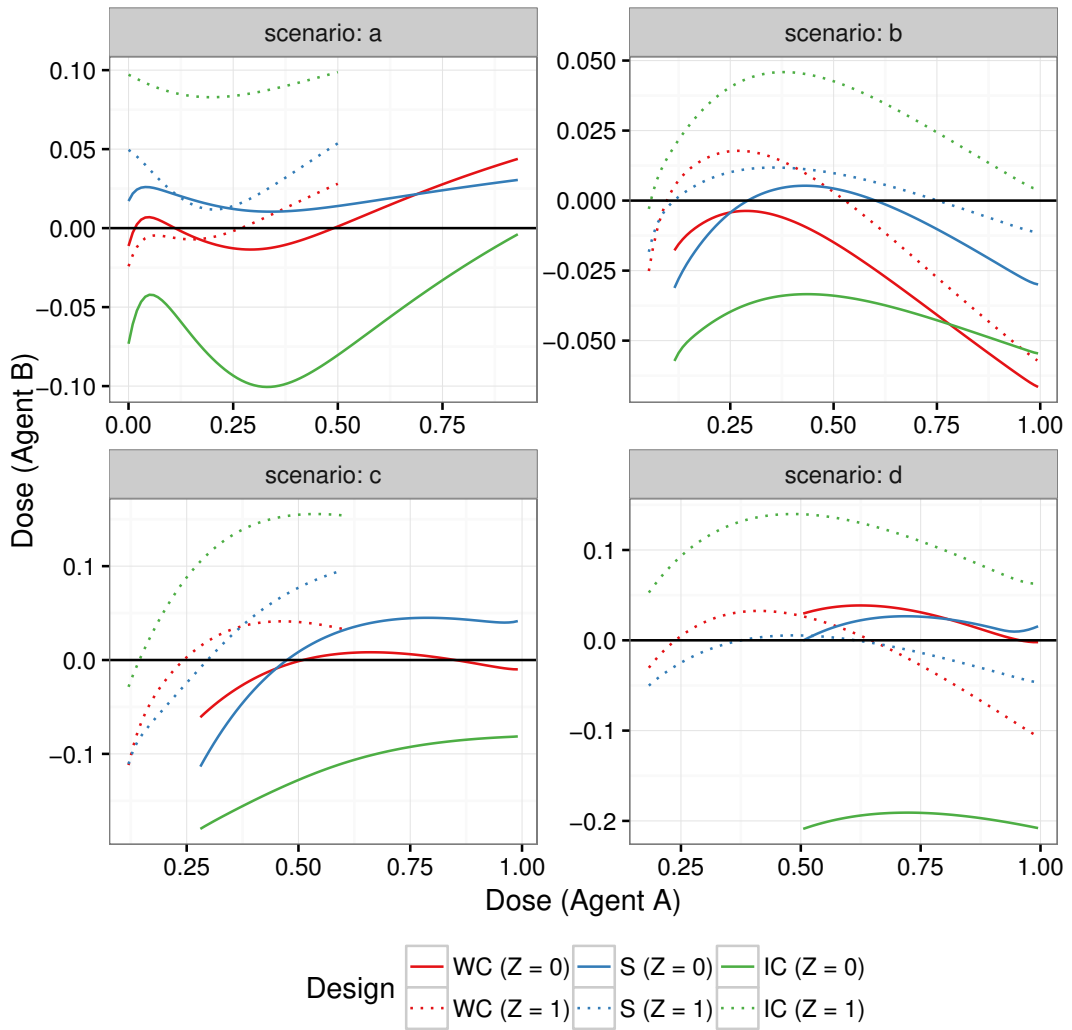 scenario: a
scenario: b
0.10
0.05
0.00
−0.05
−0.10
0.00 0.25 0.50 0.75
0.050
0.025
0.000
−0.025
−0.050
0.25 0.50 0.75 1.00
Dose (Agent B)
scenario: c
scenario: d
0.1
0.0
−0.1
0.25 0.50 0.75 1.00
0.1
0.0
−0.1
−0.2
0.25 0.50 0.75 1.00
Dose (Agent A)
Design
WC (Z = 0) S (Z = 0) IC (Z = 0)
WC (Z = 1) S (Z = 1) IC (Z = 1)